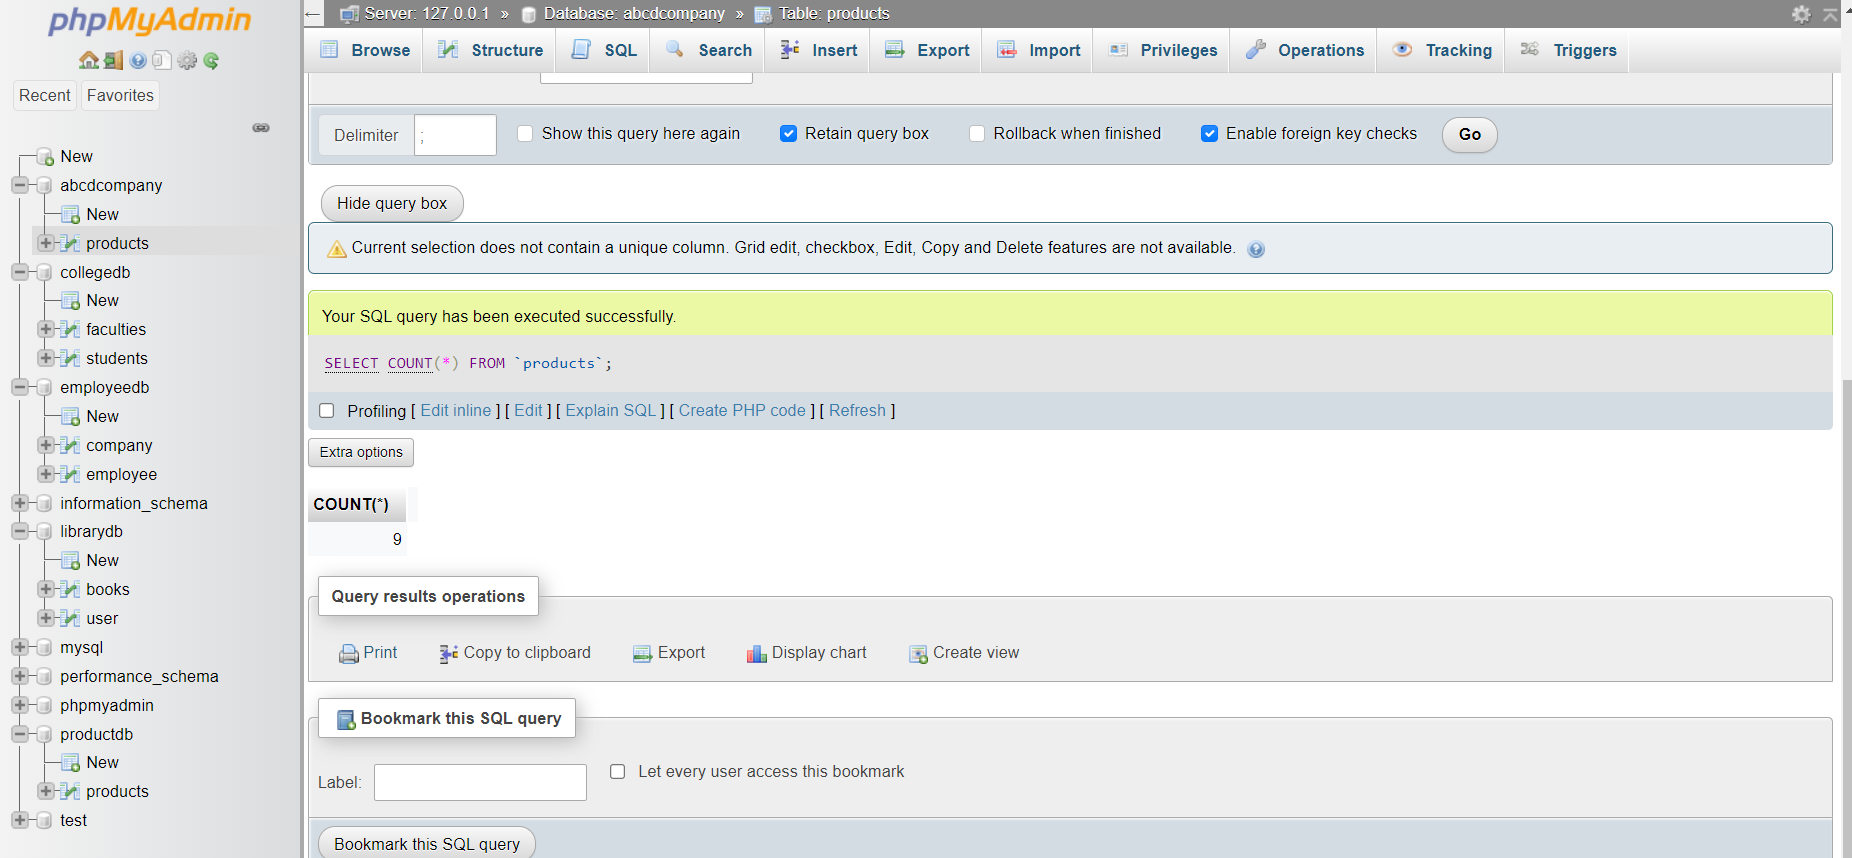 phpMyAdmin
Recent Favorites
New
abcdcompany
New
products
collegedb
New
faculties
students
employeedb
New
company
employee
information_schema
librarydb
New
books
user
mysql
performance_schema
phpmyadmin
productdb
New
products
test
Server: 127.0.0.1 » Database: abcdcompany » Table: products
Browse Structure SQL Search Insert Export Import Privileges Operations Tracking Triggers
Delimiter ; Show this query here again Retain query box Rollback when finished Enable foreign key checks Go
Hide query box
Current selection does not contain a unique column. Grid edit, checkbox, Edit, Copy and Delete features are not available.
Your SQL query has been executed successfully.
SELECT COUNT(*) FROM `products`;
Profiling [ Edit inline ] [ Edit ] [ Explain SQL ] [ Create PHP code ] [ Refresh ]
Extra options
COUNT(*)
9
Query results operations
Print Copy to clipboard Export Display chart Create view
Bookmark this SQL query
Label: Let every user access this bookmark
Bookmark this SQL query